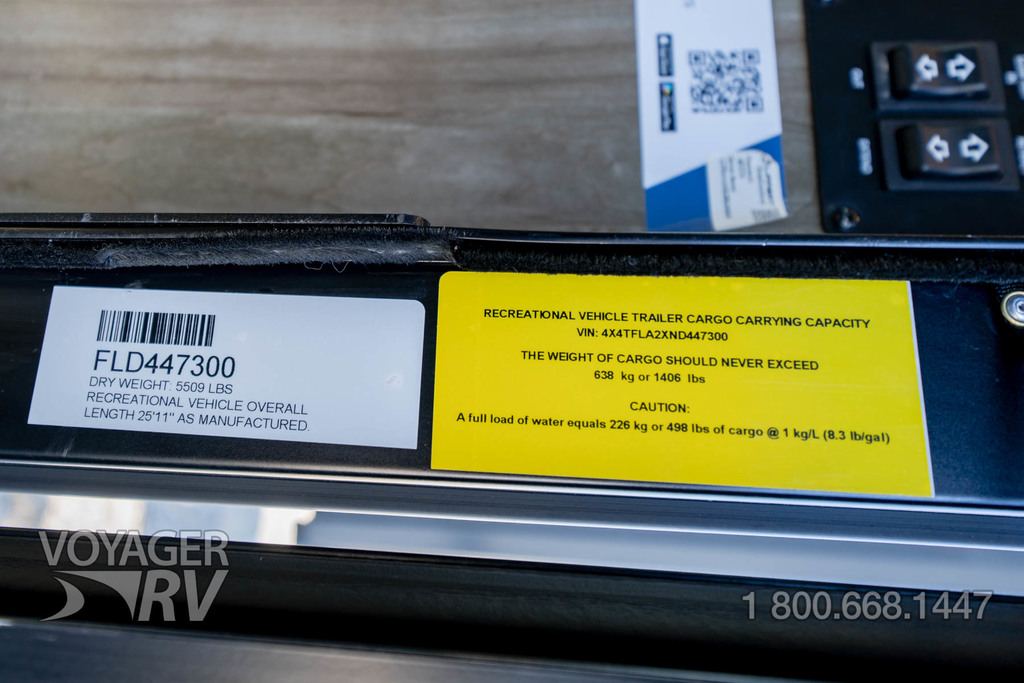 FLD447300
DRY WEIGHT: 5509 LBS
RECREATIONAL VEHICLE OVERALL
LENGTH 25'11" AS MANUFACTURED.
RECREATIONAL VEHICLE TRAILER CARGO CARRYING CAPACITY
VIN: 4X4TFLA2XND447300
THE WEIGHT OF CARGO SHOULD NEVER EXCEED
638 kg or 1406 lbs
CAUTION:
A full load of water equals 226 kg or 498 lbs of cargo @ 1 kg/L (8.3 lb/gal)
VOYAGER
RV
1 800.668.1447